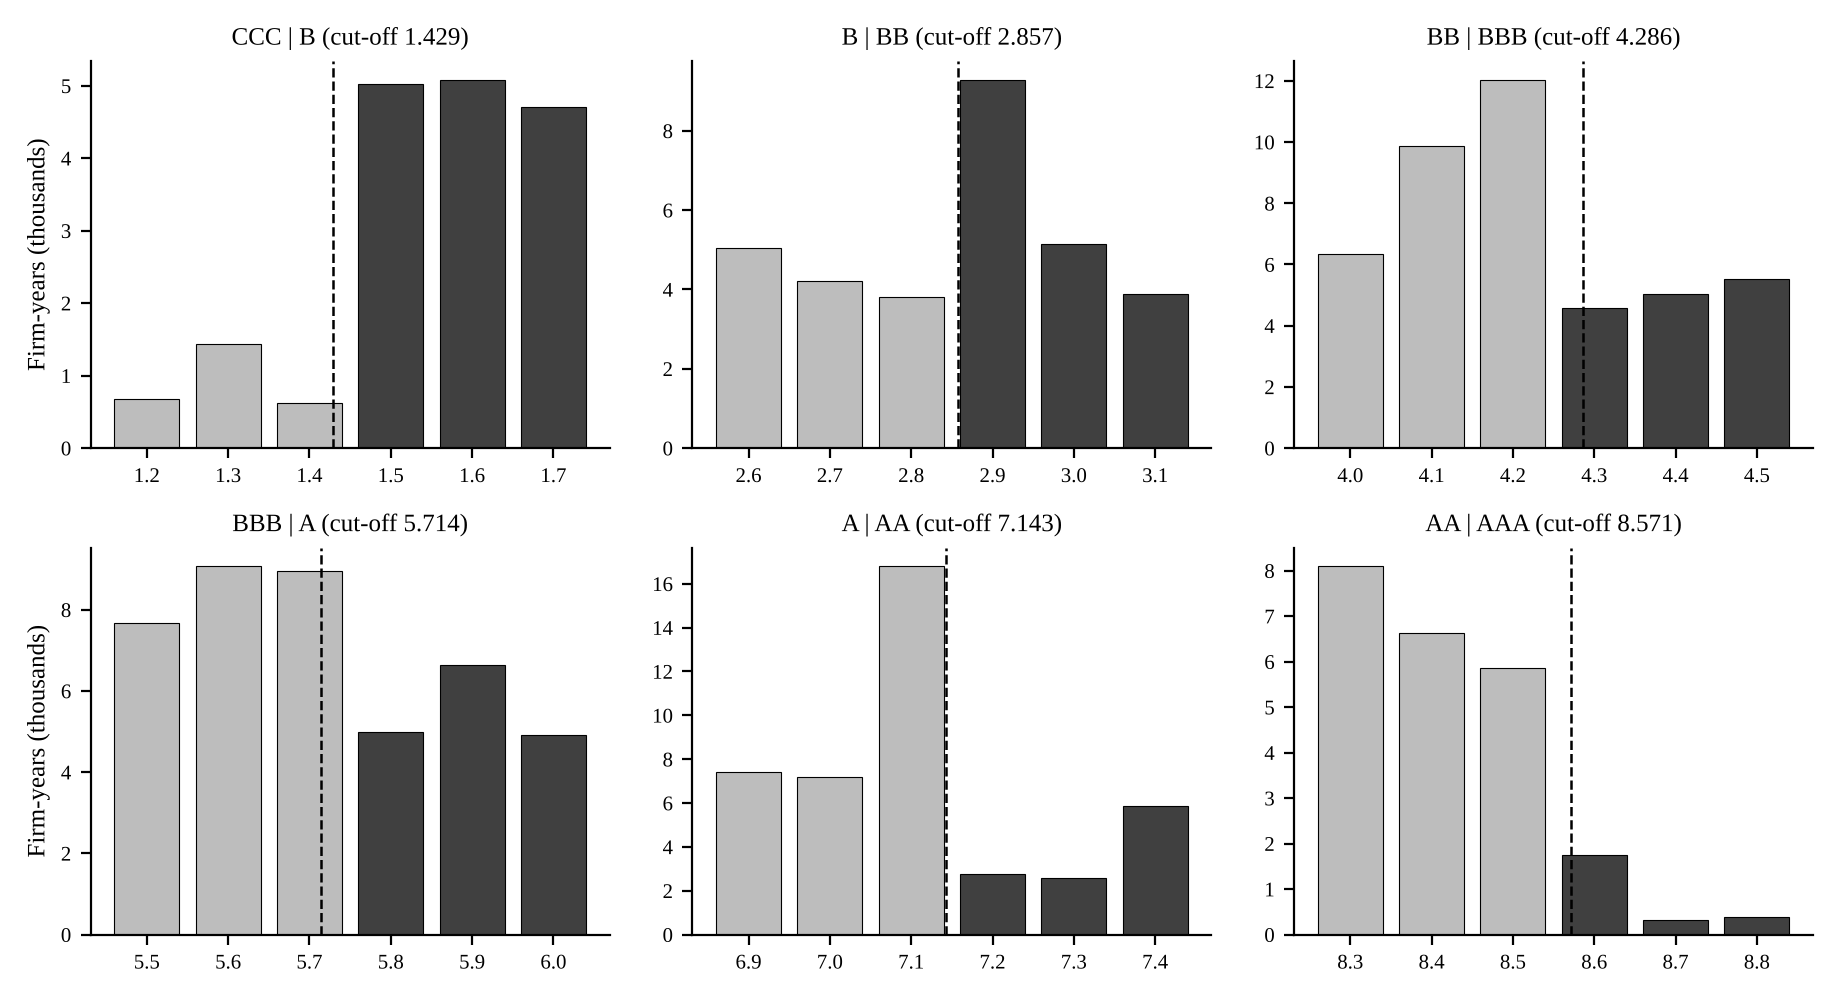 CCC | B (cut-off 1.429)
Firm-years (thousands)
5
4
3
2
1
0
1.2 1.3 1.4 1.5 1.6 1.7
B | BB (cut-off 2.857)
8
6
4
2
0
2.6 2.7 2.8 2.9 3.0 3.1
BB | BBB (cut-off 4.286)
12
10
8
6
4
2
0
4.0 4.1 4.2 4.3 4.4 4.5
BBB | A (cut-off 5.714)
Firm-years (thousands)
8
6
4
2
0
5.5 5.6 5.7 5.8 5.9 6.0
A | AA (cut-off 7.143)
16
14
12
10
8
6
4
2
0
6.9 7.0 7.1 7.2 7.3 7.4
AA | AAA (cut-off 8.571)
8
7
6
5
4
3
2
1
0
8.3 8.4 8.5 8.6 8.7 8.8